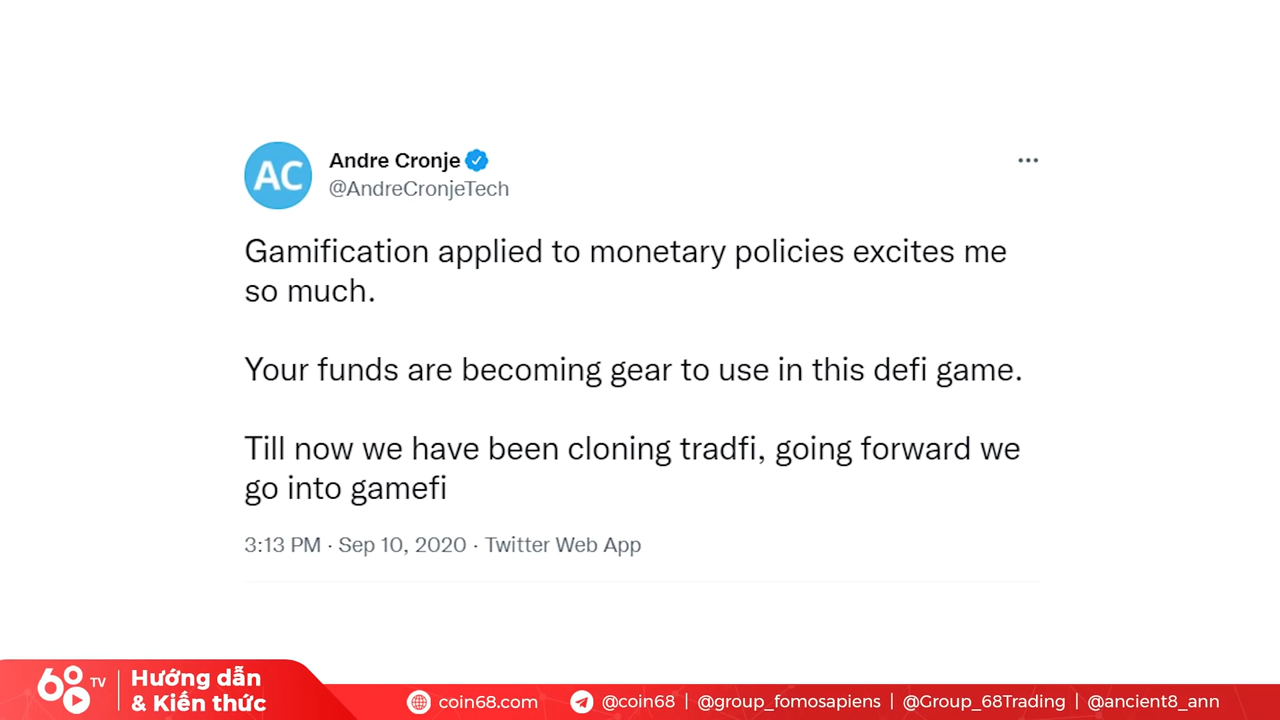 AC
Andre Cronje
@AndreCronjeTech
Gamification applied to monetary policies excites me
so much.
Your funds are becoming gear to use in this defi game.
Till now we have been cloning tradfi, going forward we
go into gamefi
3:13 PM · Sep 10, 2020 · Twitter Web App
68 TV
Hướng dẫn
& Kiến thức
coin68.com
@coin68 | @group_fomosapiens | @Group_68Trading | @ancient8_ann